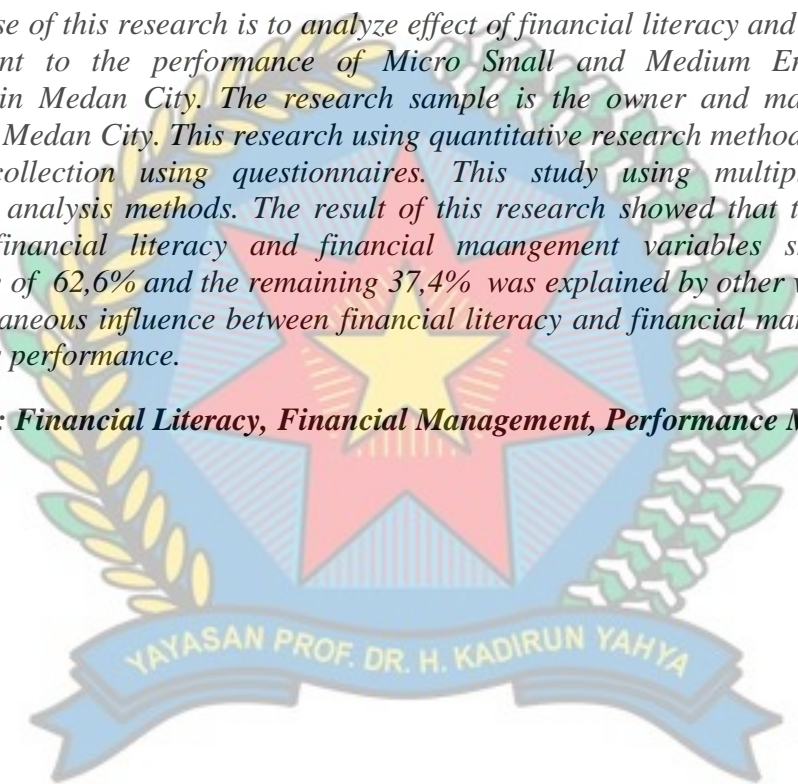 se of this research is to analyze effect of financial literacy and
nt to the performance of Micro Small and Medium En
in Medan City. The research sample is the owner and ma
Medan City. This research using quantitative research method
collection using questionnaires. This study using multip
analysis methods. The result of this research showed that t
financial literacy and financial maangement variables s
of 62,6% and the remaining 37,4% was explained by other v
aneous influence between financial literacy and financial ma
performance.
: Financial Literacy, Financial Management, Performance M
YAYASAN PROF. DR. H. KADIRUN YAHYA